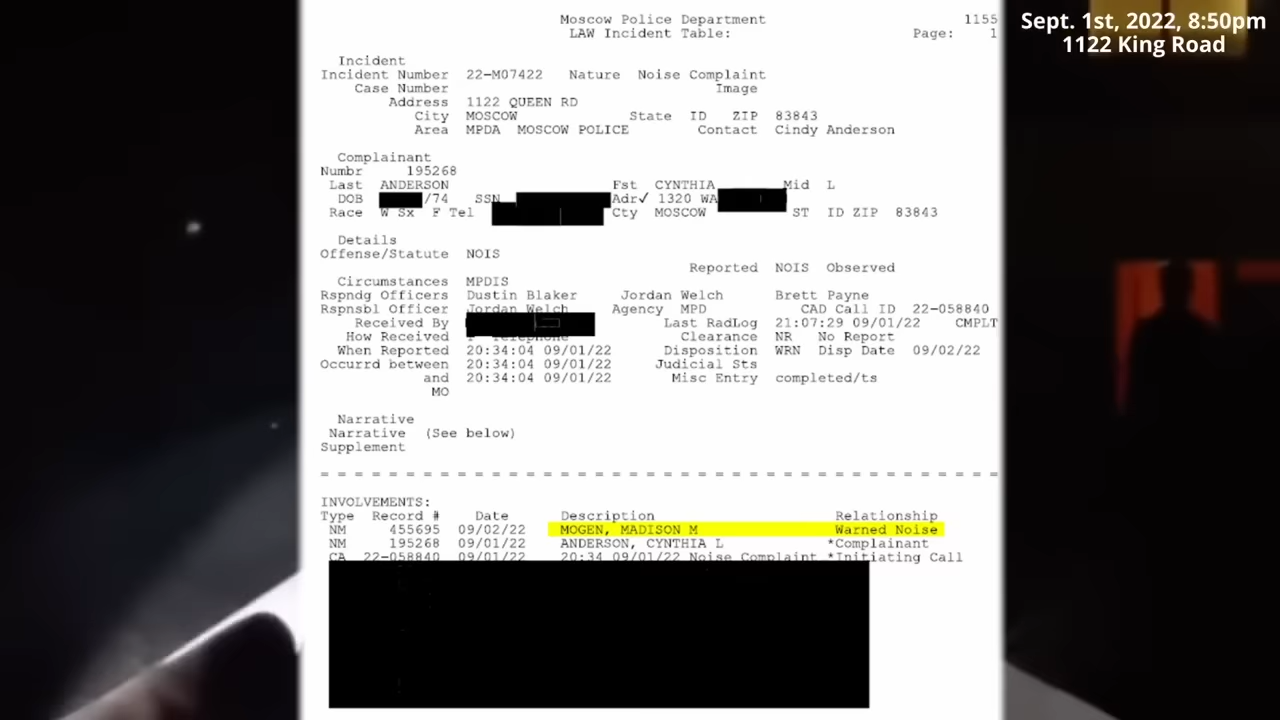 Moscow Police Department 1155
LAW Incident Table: Page: 1
Sept. 1st, 2022, 8:50pm
1122 King Road
Incident
Incident Number 22-M07422 Nature Noise Complaint
Case Number Image
Address 1122 QUEEN RD
City MOSCOW State ID ZIP 83843
Area MPDA MOSCOW POLICE Contact Cindy Anderson
Complainant
Numbr 195268
Last ANDERSON Fst CYNTHIA Mid L
DOB /74 SSN Adr✓ 1320 WA
Race W Sx F Tel Cty MOSCOW ST ID ZIP 83843
Details
Offense/Statute NOIS
Reported NOIS Observed
Circumstances MPDIS
Rspndg Officers Dustin Blaker Jordan Welch Brett Payne
Rspnsbl Officer Jordan Welch Agency MPD CAD Call ID 22-058840
Received By Last RadLog 21:07:29 09/01/22 CMPLT
How Received Telephone Clearance NR No Report
When Reported 20:34:04 09/01/22 Disposition WRN Disp Date 09/02/22
Occurrd between 20:34:04 09/01/22 Judicial Sts
and 20:34:04 09/01/22 Misc Entry completed/ts
MO
Narrative
Narrative (See below)
Supplement
= = = = = = = = = = = = = = = = = = = = = = = = = = = = = = = = = = = = = = = =
INVOLVEMENTS:
Type Record # Date Description Relationship
NM 455695 09/02/22 MOGEN, MADISON M Warned Noise
NM 195268 09/01/22 ANDERSON, CYNTHIA L *Complainant
CA 22-058840 09/01/22 20:34 09/01/22 Noise Complaint *Initiating Call